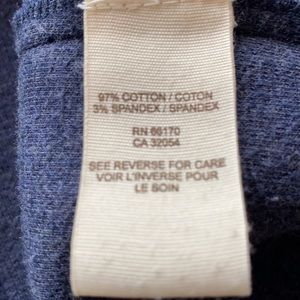 97% COTTON / COTON
3% SPANDEX / SPANDEX
RN 66170
CA 32054
SEE REVERSE FOR CARE
VOIR L'INVERSE POUR
LE SOIN